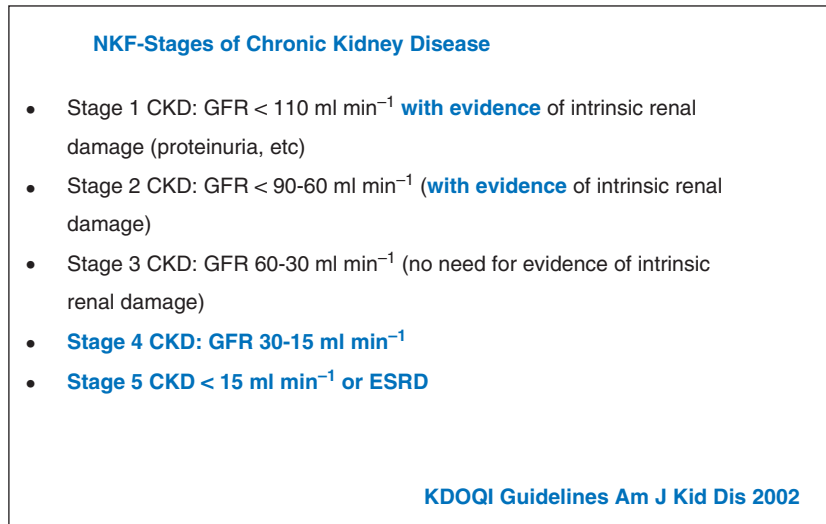 NKF-Stages of Chronic Kidney Disease
• Stage 1 CKD: GFR < 110 ml min⁻¹ with evidence of intrinsic renal
damage (proteinuria, etc)
• Stage 2 CKD: GFR < 90-60 ml min⁻¹ (with evidence of intrinsic renal
damage)
• Stage 3 CKD: GFR 60-30 ml min⁻¹ (no need for evidence of intrinsic
renal damage)
• Stage 4 CKD: GFR 30-15 ml min⁻¹
• Stage 5 CKD < 15 ml min⁻¹ or ESRD
KDOQI Guidelines Am J Kid Dis 2002